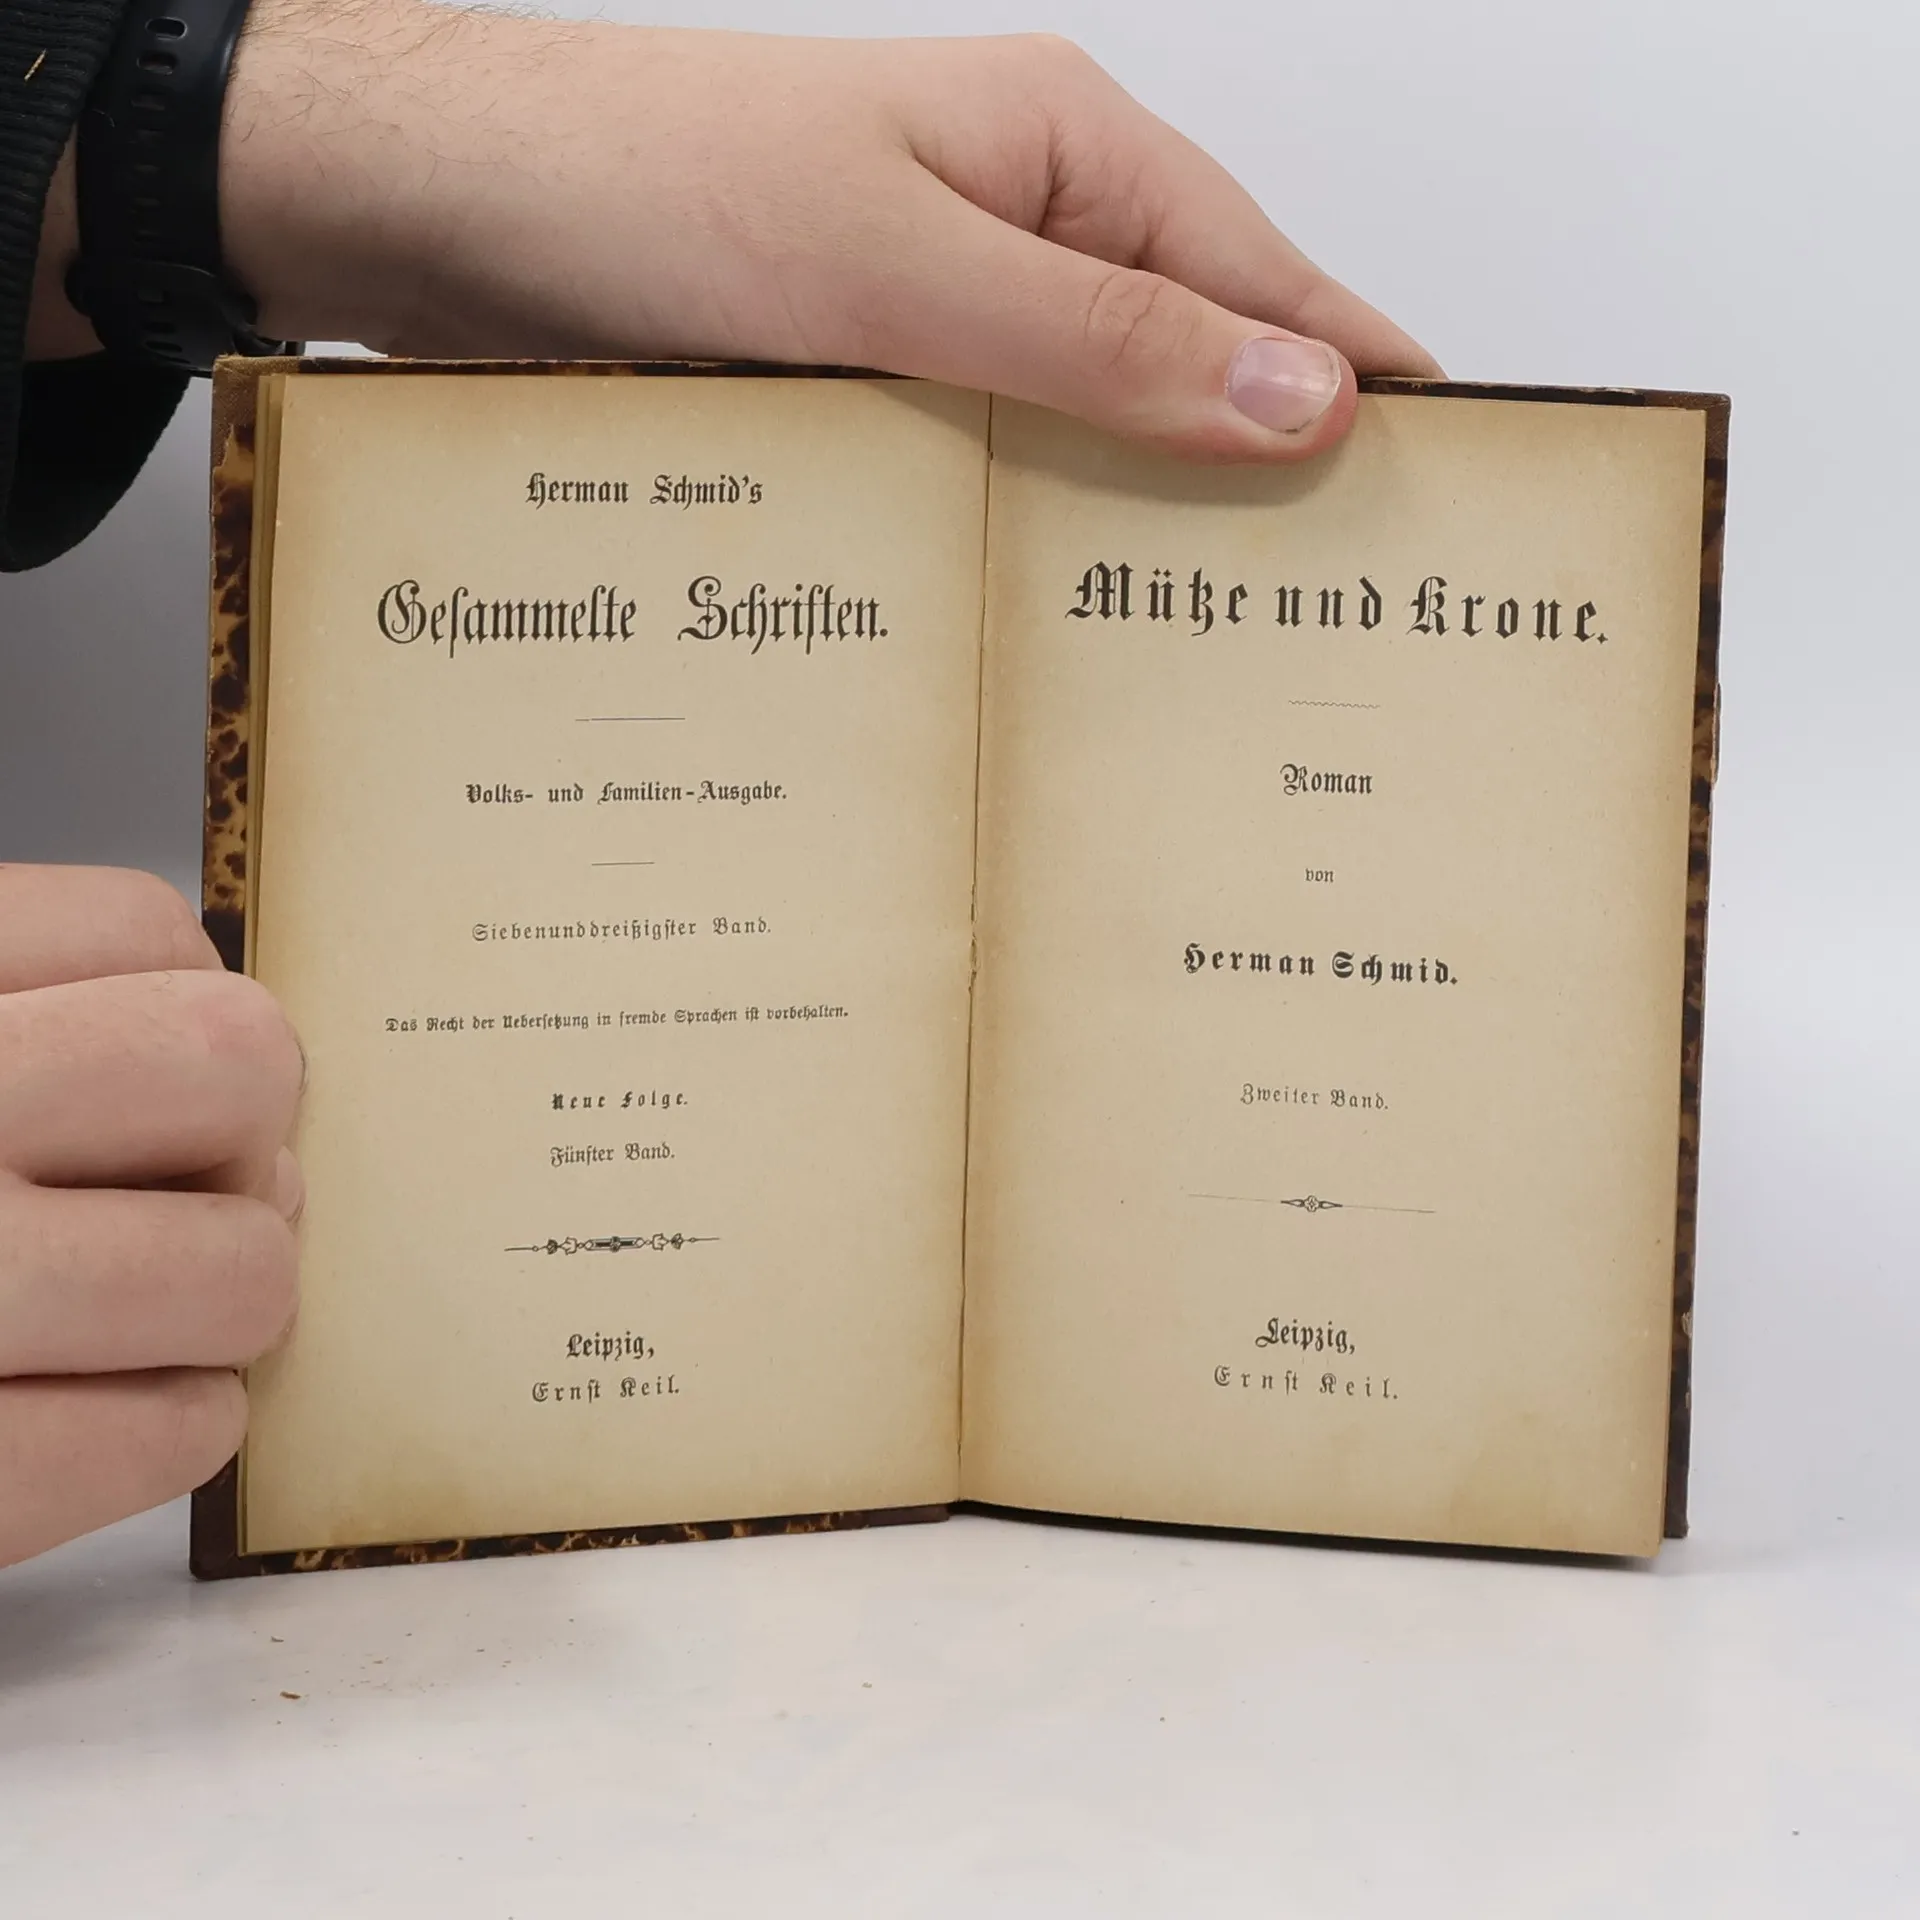 Herman Schmid's
Gesammelte Schriften.
Volks- und Familien-Ausgabe.
Siebenunddreißigster Band.
Das Recht der Uebersetzung in fremde Sprachen ist vorbehalten.
Neue Folge.
Fünfter Band.
Leipzig,
Ernst Keil.
Mütze und Krone.
Roman
von
Herman Schmid.
Zweiter Band.
Leipzig,
Ernst Keil.